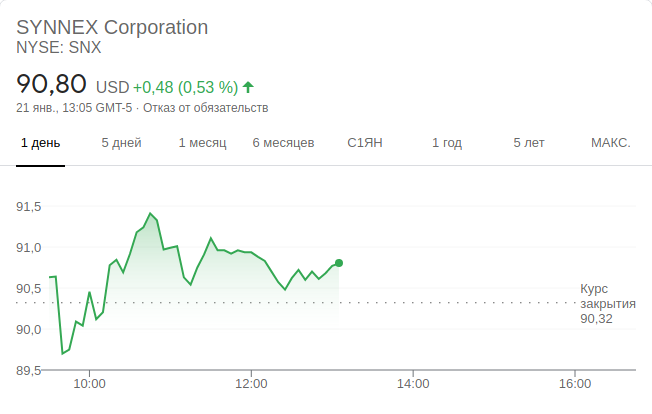 SYNNEX Corporation
NYSE: SNX
90,80 USD +0,48 (0,53 %)
21 янв., 13:05 GMT-5 · Отказ от обязательств
1 день 5 дней 1 месяц 6 месяцев С1ЯН 1 год 5 лет МАКС.
91,5
91,0
90,5
90,0
89,5
Курс
закрытия
90,32
10:00 12:00 14:00 16:00